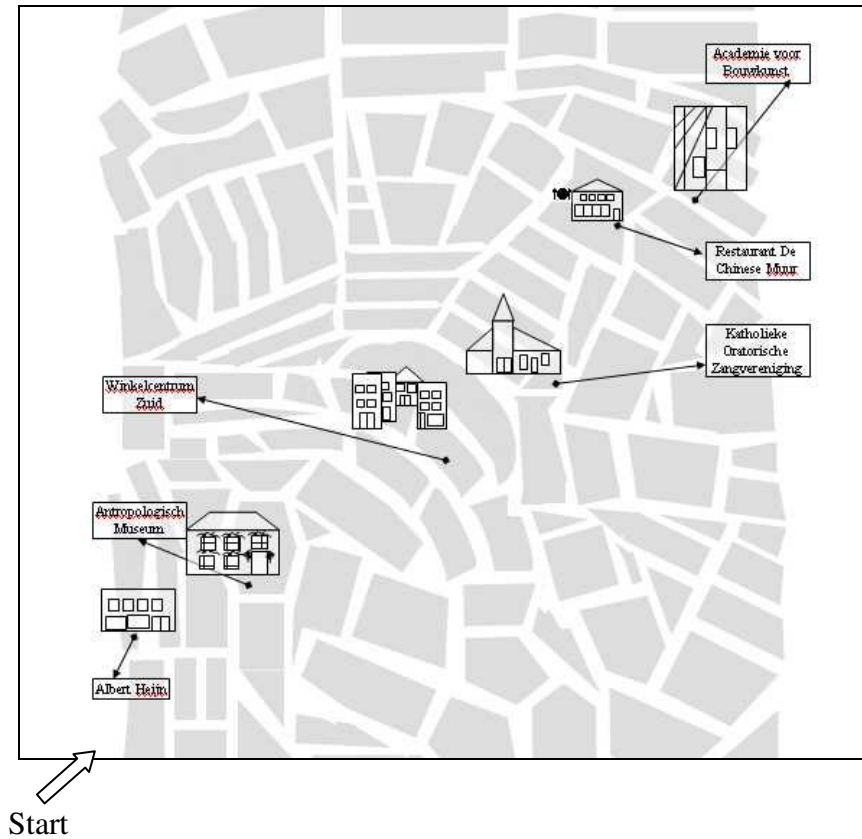 Academie voor
Bouwkunst
Restaurant De
Chinese Muur
Katholieke
Oratorische
Zangvereniging
Winkelcentrum
Zuid
Antropologisch
Museum
Albert Heijn
Start